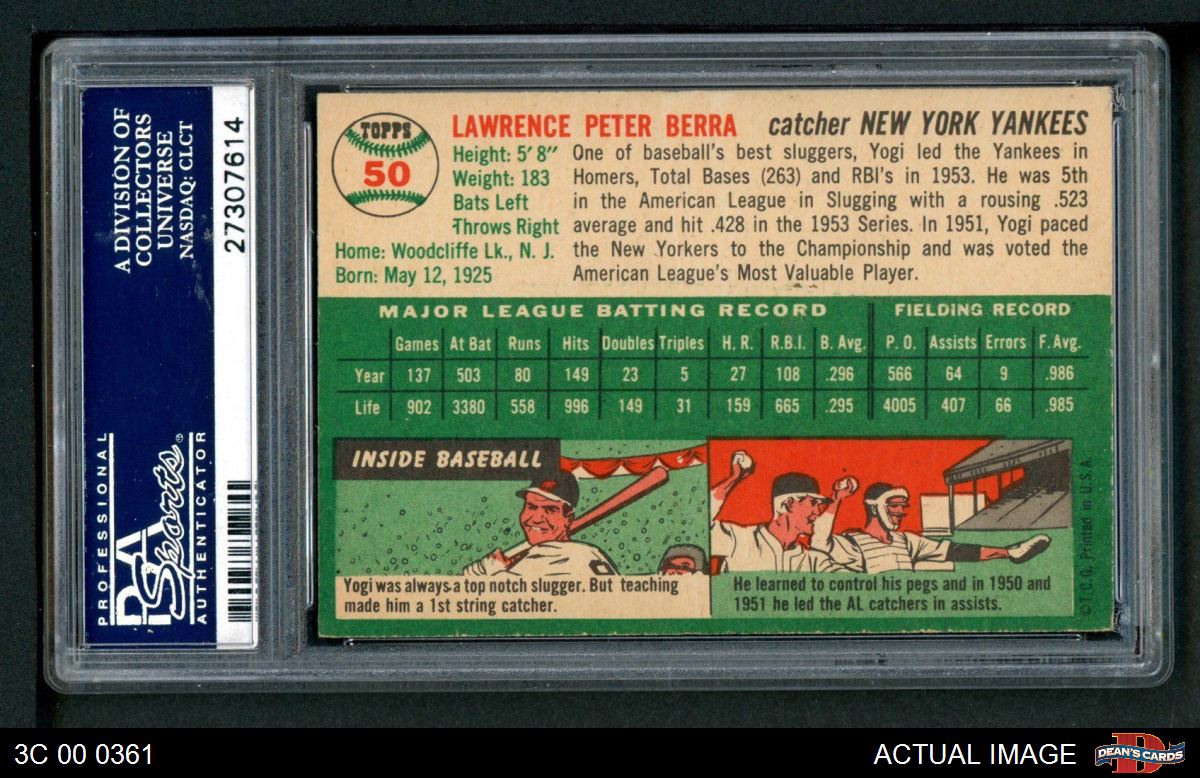 A DIVISION OF
COLLECTORS
UNIVERSE
NASDAQ: CLCT
27307614
PROFESSIONAL
PSA
Sports®
AUTHENTICATOR
TOPPS
50
LAWRENCE PETER BERRA catcher NEW YORK YANKEES
Height: 5' 8"
Weight: 183
Bats Left
Throws Right
Home: Woodcliffe Lk., N. J.
Born: May 12, 1925
One of baseball's best sluggers, Yogi led the Yankees in
Homers, Total Bases (263) and RBI's in 1953. He was 5th
in the American League in Slugging with a rousing .523
average and hit .428 in the 1953 Series. In 1951, Yogi paced
the New Yorkers to the Championship and was voted the
American League's Most Valuable Player.
MAJOR LEAGUE BATTING RECORD FIELDING RECORD
Games At Bat Runs Hits Doubles Triples H. R. R.B.I. B. Avg. P. O. Assists Errors F. Avg.
Year 137 503 80 149 23 5 27 108 .296 566 64 9 .986
Life 902 3380 558 996 149 31 159 665 .295 4005 407 66 .985
INSIDE BASEBALL
Yogi was always a top notch slugger. But teaching
made him a 1st string catcher.
He learned to control his pegs and in 1950 and
1951 he led the AL catchers in assists.
© T. C. G. Printed in U. S. A.
3C 00 0361
ACTUAL IMAGE
DEAN'S CARDS